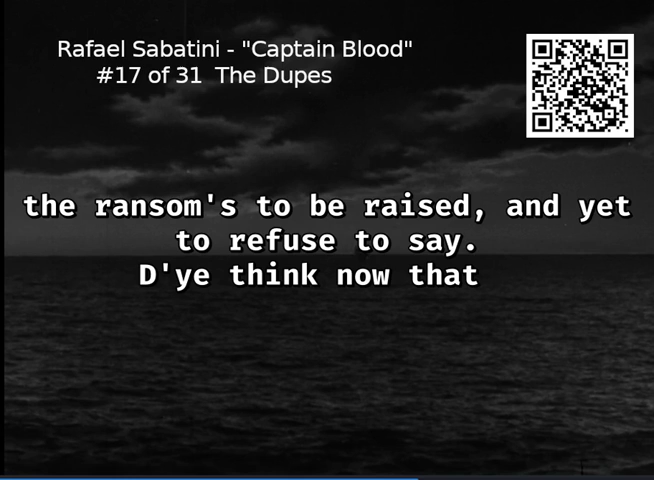 Rafael Sabatini - "Captain Blood"
#17 of 31 The Dupes
the ransom's to be raised, and yet
to refuse to say.
D'ye think now that